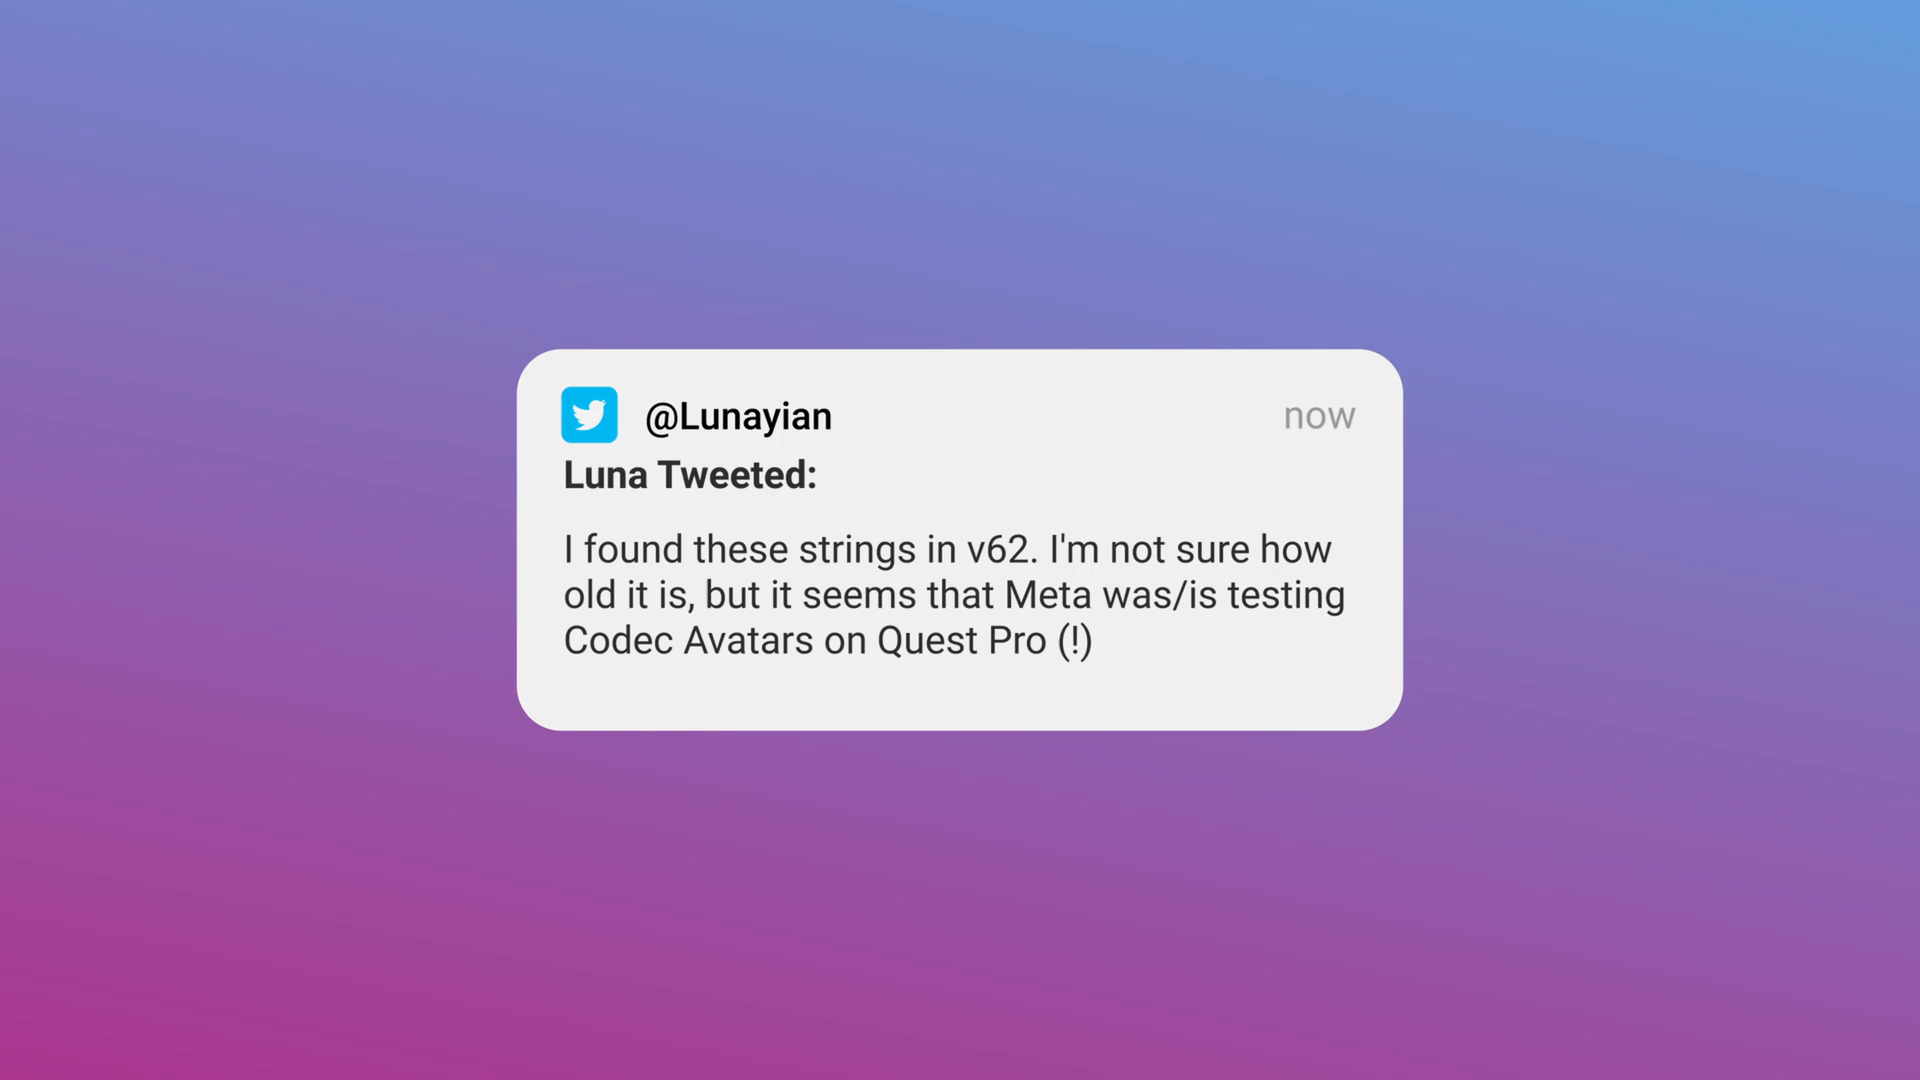 @Lunayian
now
Luna Tweeted:
I found these strings in v62. I'm not sure how
old it is, but it seems that Meta was/is testing
Codec Avatars on Quest Pro (!)